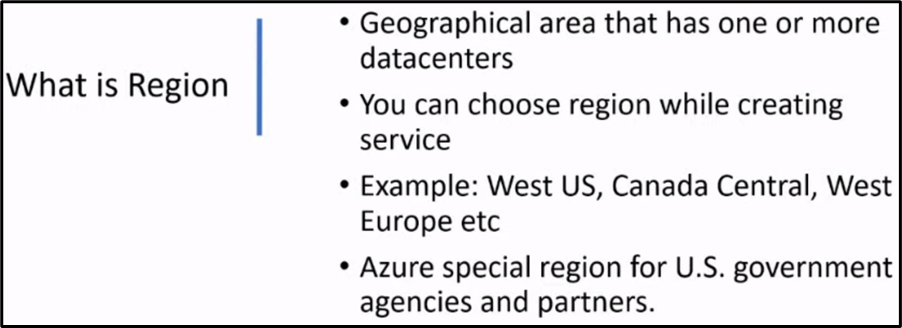 What is Region
• Geographical area that has one or more
datacenters
• You can choose region while creating
service
• Example: West US, Canada Central, West
Europe etc
• Azure special region for U.S. government
agencies and partners.